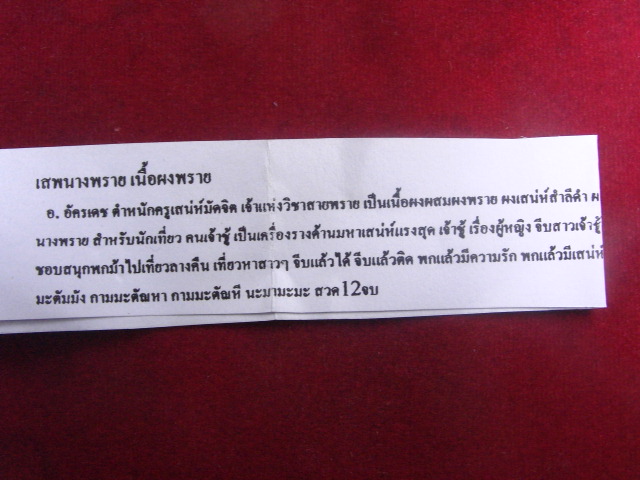 เสพนางพราย เนื้อผงพราย
อ. อัครเดช ตำหนักครูเสน่ห์มัดจิต เจ้าแห่งวิชาสายพราย เป็นเนื้อผงผสมผงพราย ผงเสน่ห์สำลีดำ ผ
นางพราย สำหรับนักเที่ยว คนเจ้าชู้ เป็นเครื่องรางด้านมหาเสน่ห์แรงสุด เจ้าชู้ เรื่องผู้หญิง จีบสาวเจ้าชู้
ชอบสนุกพกม้าไปเที่ยวลางคืน เที่ยวหาสาวๆ จีบแล้วได้ จีบแล้วติด พกแล้วมีความรัก พกแล้วมีเสน่ห์
มะตัมมัง กามมะตัณหา กามมะตัณหี นะมามะมะ สวด 12จบ